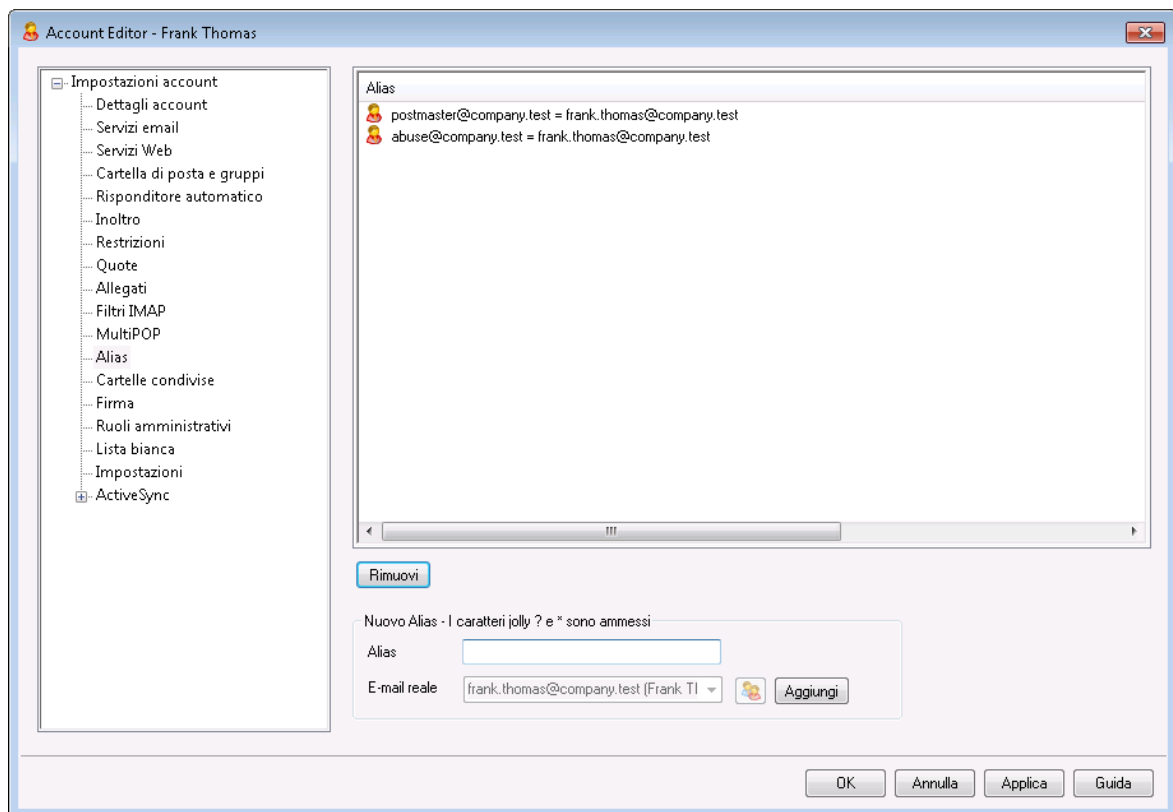 Account Editor - Frank Thomas
Impostazioni account
Dettagli account
Servizi email
Servizi Web
Cartella di posta e gruppi
Risponditore automatico
Inoltro
Restrizioni
Quote
Allegati
Filtri IMAP
MultiPOP
Alias
Cartelle condivise
Firma
Ruoli amministrativi
Lista bianca
Impostazioni
ActiveSync
Alias
postmaster@company.test = frank.thomas@company.test
abuse@company.test = frank.thomas@company.test
Rimuovi
Nuovo Alias - I caratteri jolly ? e * sono ammessi
Alias
E-mail reale
frank.thomas@company.test (Frank
Aggiungi
OK
Annulla
Applica
Guida